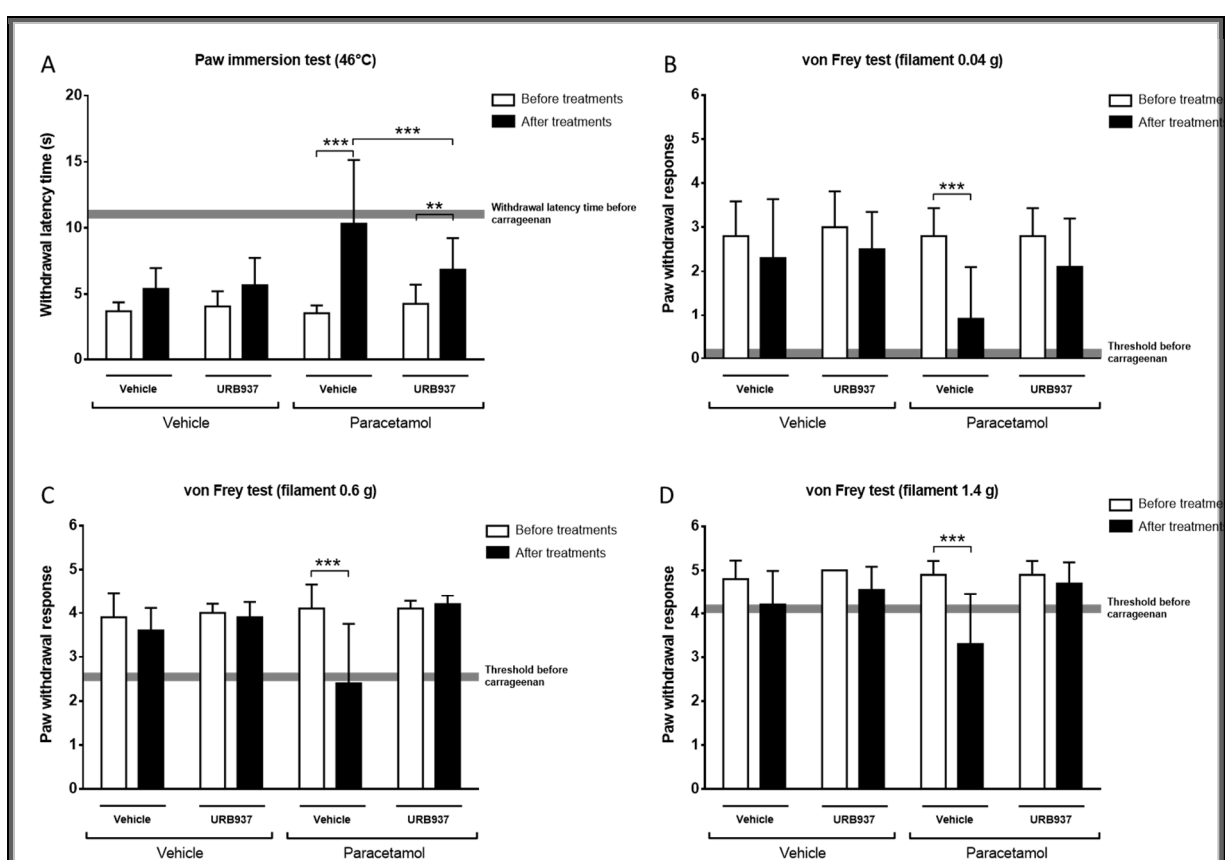 A
Paw immersion test (46°C)
Withdrawal latency time (s)
20
15
10
5
0
Before treatments
After treatments
***
***
**
Withdrawal latency time before
carrageenan
Vehicle
URB937
Vehicle
URB937
Vehicle
Paracetamol
B
von Frey test (filament 0.04 g)
Paw withdrawal response
6
5
4
3
2
1
0
Before treatme
After treatment
***
Threshold before
carrageenan
Vehicle
URB937
Vehicle
URB937
Vehicle
Paracetamol
C
von Frey test (filament 0.6 g)
Paw withdrawal response
6
5
4
3
2
1
0
Before treatments
After treatments
***
Threshold before
carrageenan
Vehicle
URB937
Vehicle
URB937
Vehicle
Paracetamol
D
von Frey test (filament 1.4 g)
Paw withdrawal response
6
5
4
3
2
1
0
Before treatme
After treatment
***
Threshold before
carrageenan
Vehicle
URB937
Vehicle
URB937
Vehicle
Paracetamol